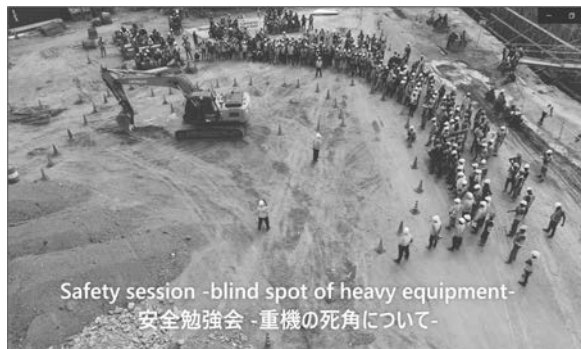 Safety session -blind spot of heavy equipment-
安全勉強会 -重機の死角について-